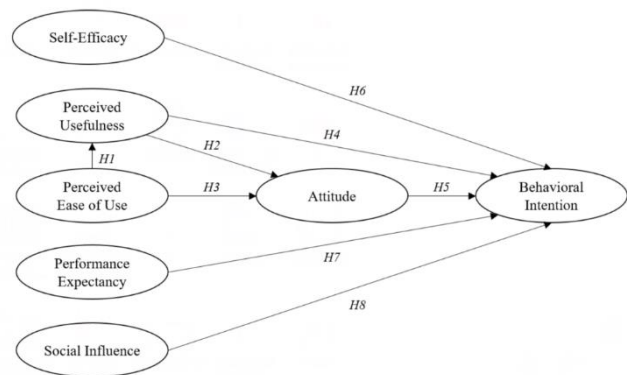 Self-Efficacy
H6
Perceived
Usefulness
H4
H2
H1
Perceived
Ease of Use
H3
Attitude
H5
Behavioral
Intention
Performance
Expectancy
H7
H8
Social Influence